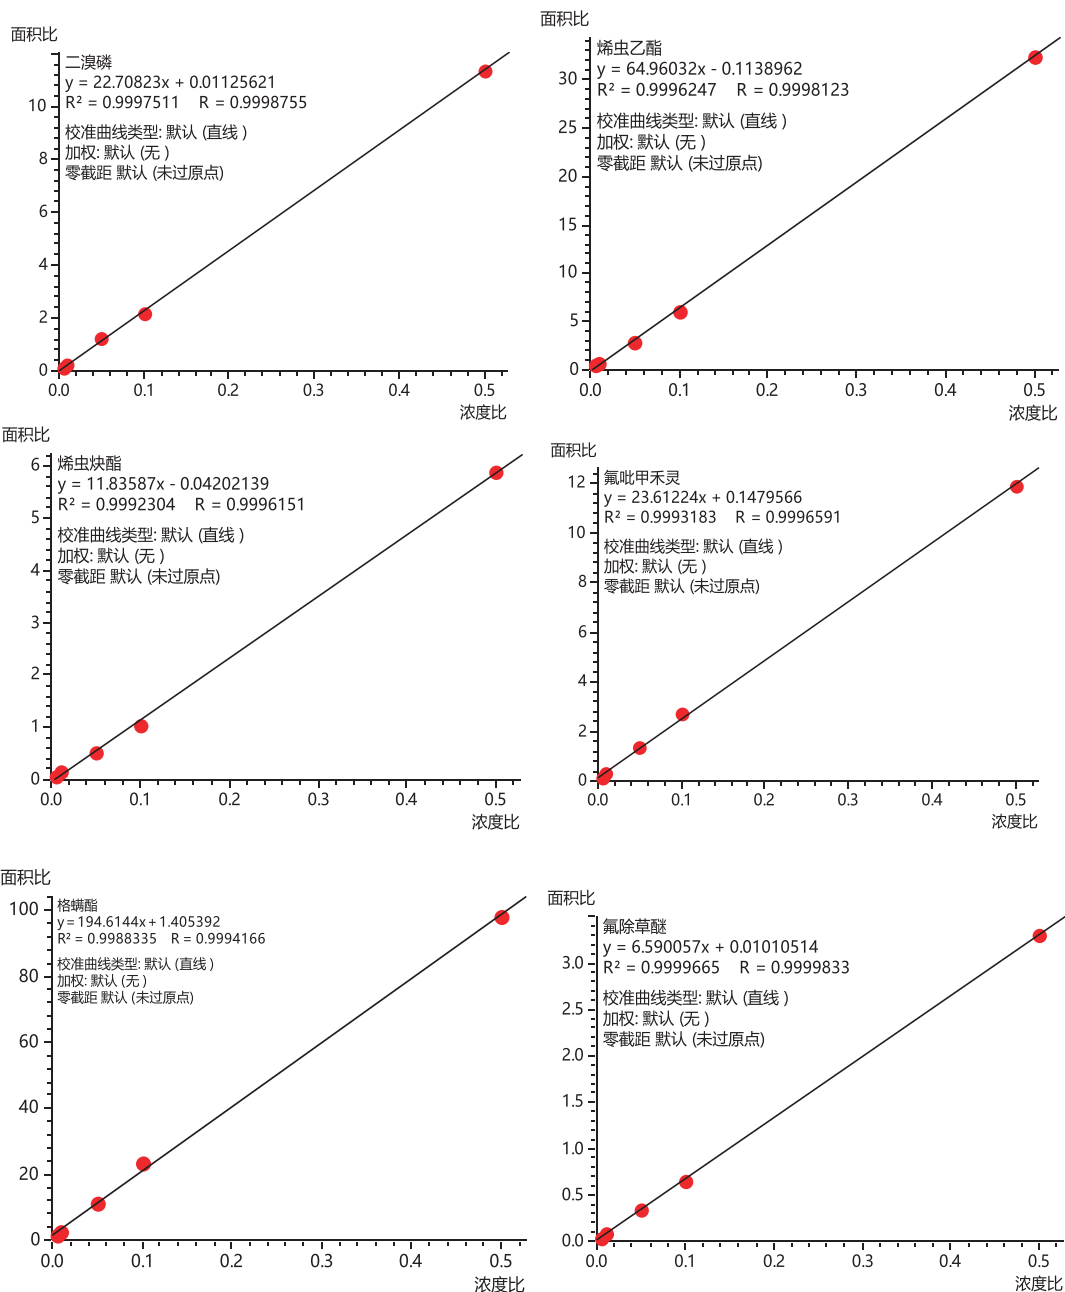 面积比
二溴磷
y = 22.70823x + 0.01125621
R² = 0.9997511 R = 0.9998755
校准曲线类型: 默认 (直线 )
加权: 默认 (无 )
零截距 默认 (未过原点)
10
8
6
4
2
0
0.0 0.1 0.2 0.3 0.4 0.5
浓度比
面积比
烯虫乙酯
y = 64.96032x - 0.1138962
R² = 0.9996247 R = 0.9998123
校准曲线类型: 默认 (直线 )
加权: 默认 (无 )
零截距 默认 (未过原点)
30
25
20
15
10
5
0
0.0 0.1 0.2 0.3 0.4 0.5
浓度比
面积比
烯虫炔酯
y = 11.83587x - 0.04202139
R² = 0.9992304 R = 0.9996151
校准曲线类型: 默认 (直线 )
加权: 默认 (无 )
零截距 默认 (未过原点)
6
5
4
3
2
1
0
0.0 0.1 0.2 0.3 0.4 0.5
浓度比
面积比
氟吡甲禾灵
y = 23.61224x + 0.1479566
R² = 0.9993183 R = 0.9996591
校准曲线类型: 默认 (直线 )
加权: 默认 (无 )
零截距 默认 (未过原点)
12
10
8
6
4
2
0
0.0 0.1 0.2 0.3 0.4 0.5
浓度比
面积比
格螨酯
y = 194.6144x + 1.405392
R² = 0.9988335 R = 0.9994166
校准曲线类型: 默认 (直线 )
加权: 默认 (无 )
零截距 默认 (未过原点)
100
80
60
40
20
0
0.0 0.1 0.2 0.3 0.4 0.5
浓度比
面积比
氟除草醚
y = 6.590057x + 0.01010514
R² = 0.9999665 R = 0.9999833
校准曲线类型: 默认 (直线 )
加权: 默认 (无 )
零截距 默认 (未过原点)
3.0
2.5
2.0
1.5
1.0
0.5
0.0
0.0 0.1 0.2 0.3 0.4 0.5
浓度比